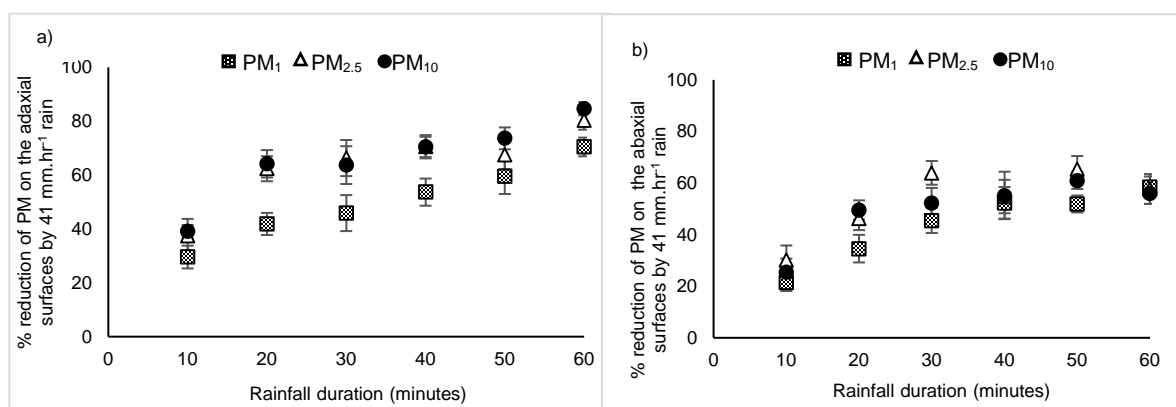 a)
PM₁ PM₂.₅ PM₁₀
% reduction of PM on the adaxial
surfaces by 41 mm.hr⁻¹ rain
100
80
60
40
20
0
0 10 20 30 40 50 60
Rainfall duration (minutes)
b)
PM₁ PM₂.₅ PM₁₀
% reduction of PM on the abaxial
surfaces by 41 mm.hr⁻¹ rain
100
80
60
40
20
0
0 10 20 30 40 50 60
Rainfall duration (minutes)